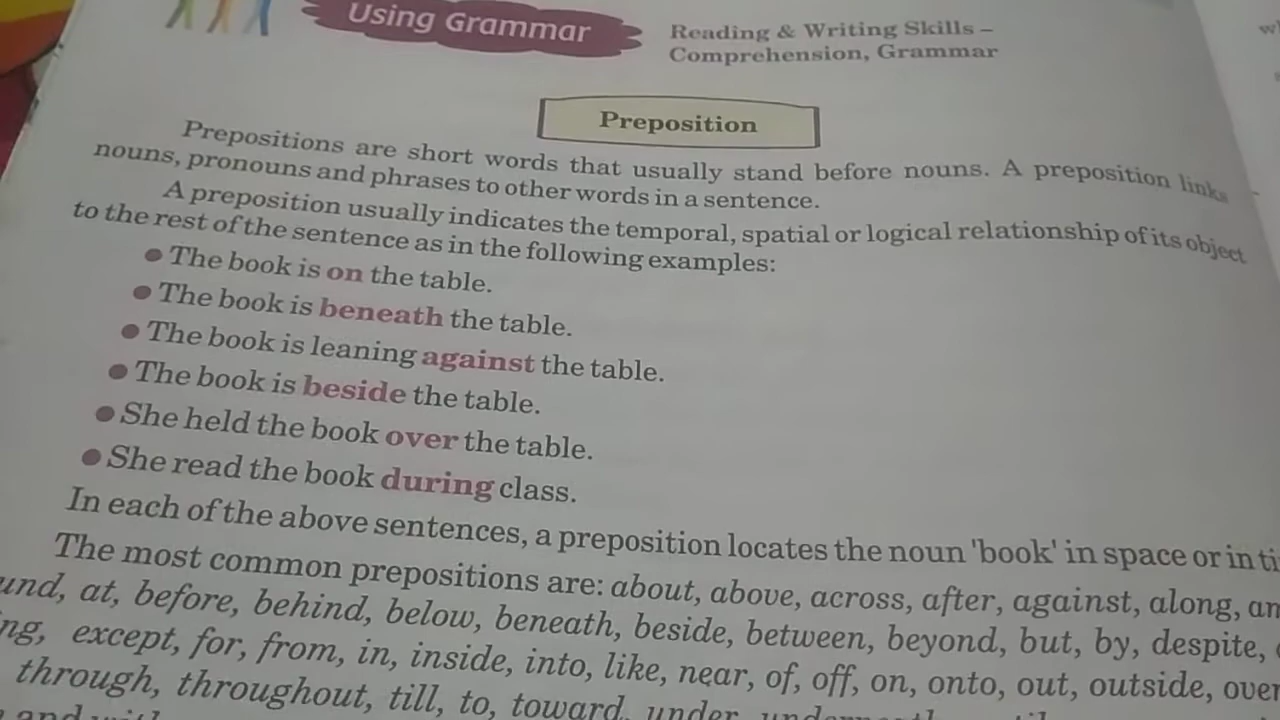 Using Grammar
Reading & Writing Skills –
Comprehension, Grammar
Preposition
Prepositions are short words that usually stand before nouns. A preposition links
nouns, pronouns and phrases to other words in a sentence.
A preposition usually indicates the temporal, spatial or logical relationship of its object
to the rest of the sentence as in the following examples:
● The book is on the table.
● The book is beneath the table.
● The book is leaning against the table.
● The book is beside the table.
● She held the book over the table.
● She read the book during class.
In each of the above sentences, a preposition locates the noun 'book' in space or in
The most common prepositions are: about, above, across, after, against, along,
at, before, behind, below, beneath, beside, between, beyond, but, by, despite,
except, for, from, in, inside, into, like, near, of, off, on, onto, out, outside, over
through, throughout, till, to, toward, under,